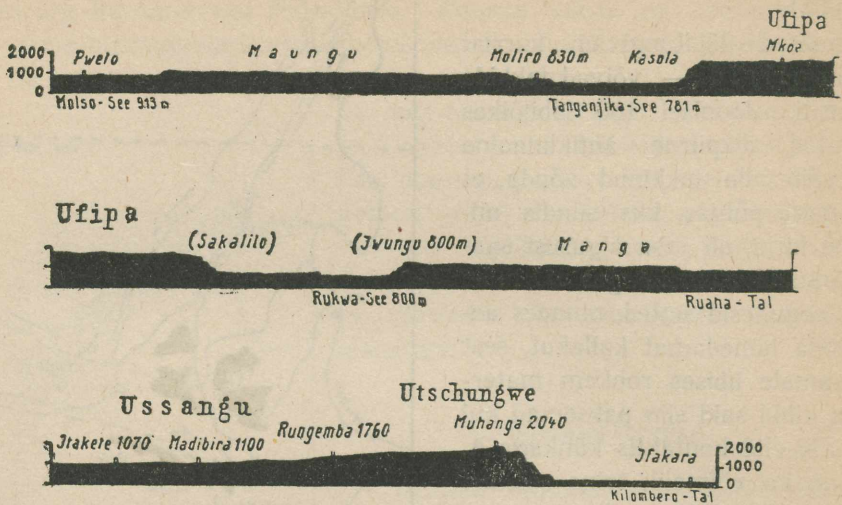 Ufipa
Pweto Maungu Moliro 830m Kasola Mkoe
2000
1000
0
Molso-See 913m Tanganjika-See 781m
Ufipa
(Sakalilo) (Jwungu 800m) Manga
Rukwa-See 800m Ruaha-Tal
Ussangu Utschungwe
Jtakete 1070 Madibira 1100 Rungemba 1760 Muhanga 2040 Jfakara
2000
1000
0
Kilombero-Tal